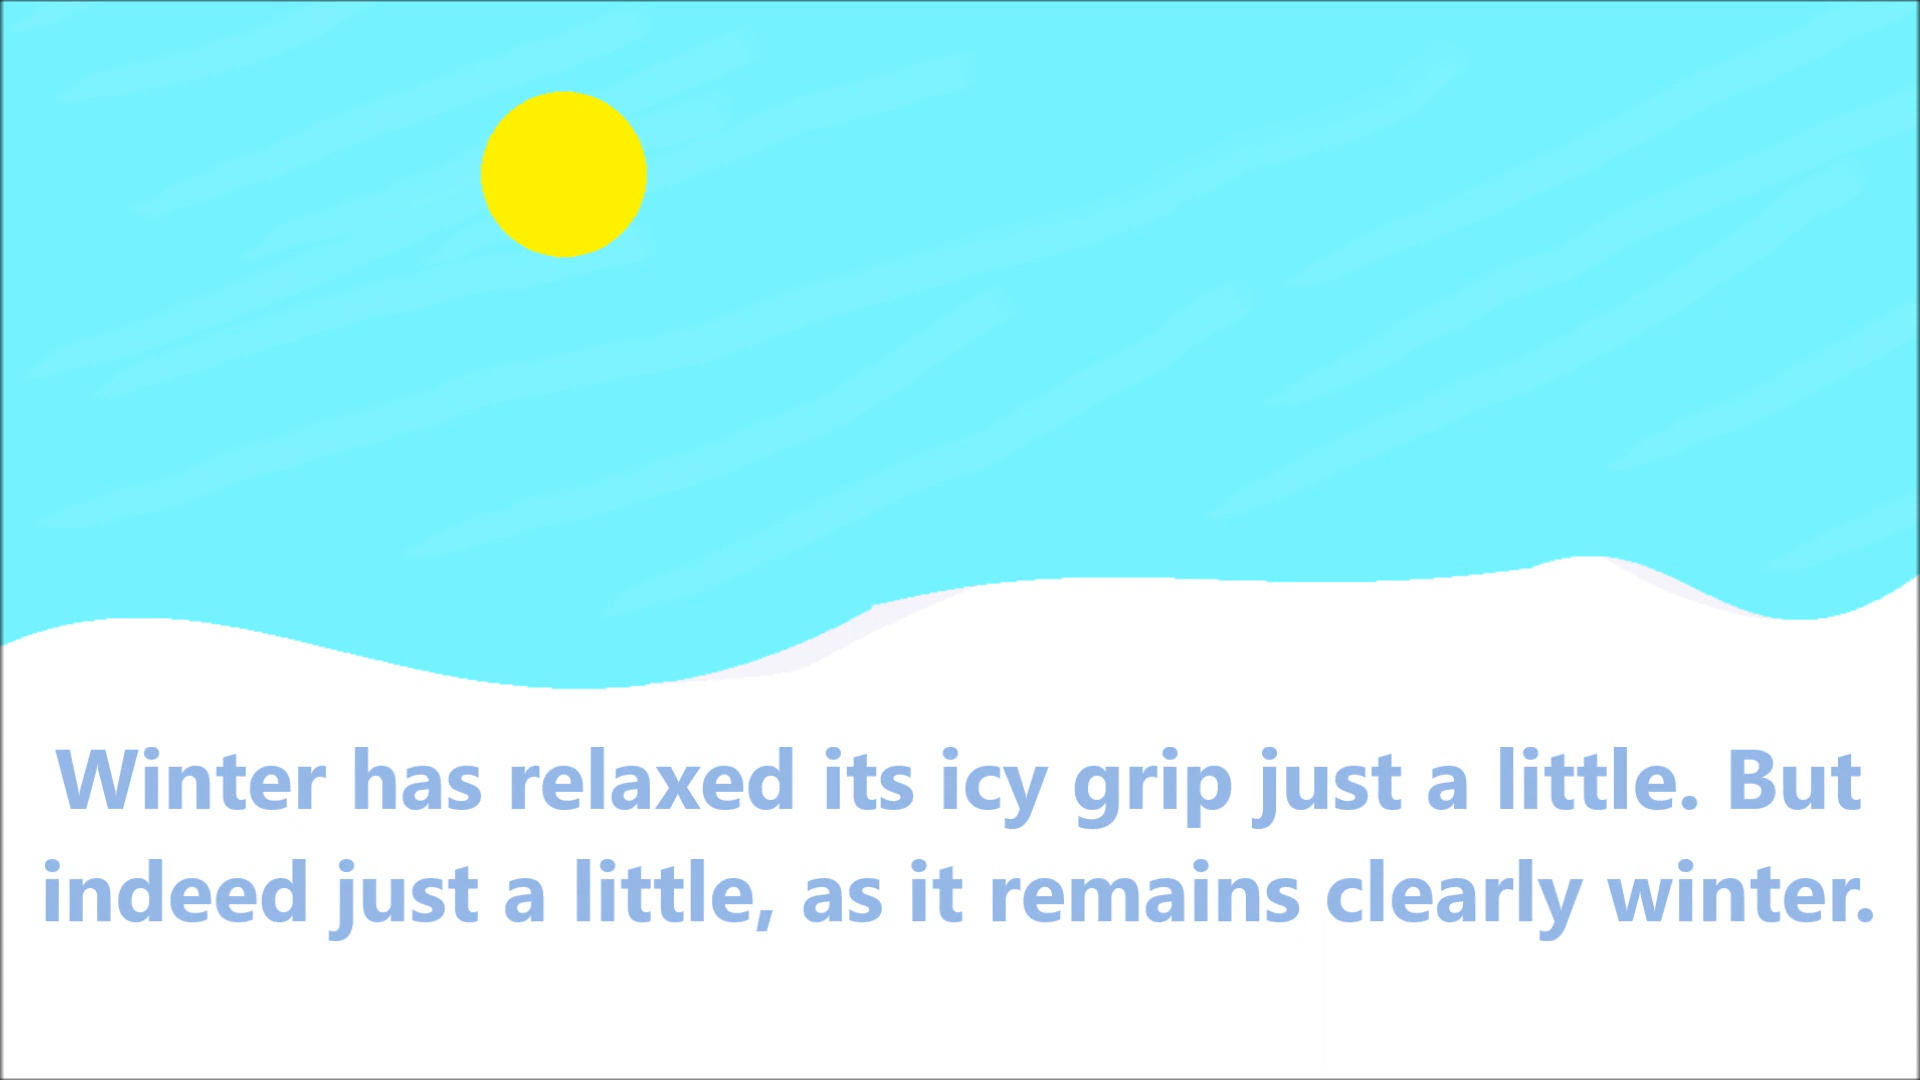 Winter has relaxed its icy grip just a little. But
indeed just a little, as it remains clearly winter.